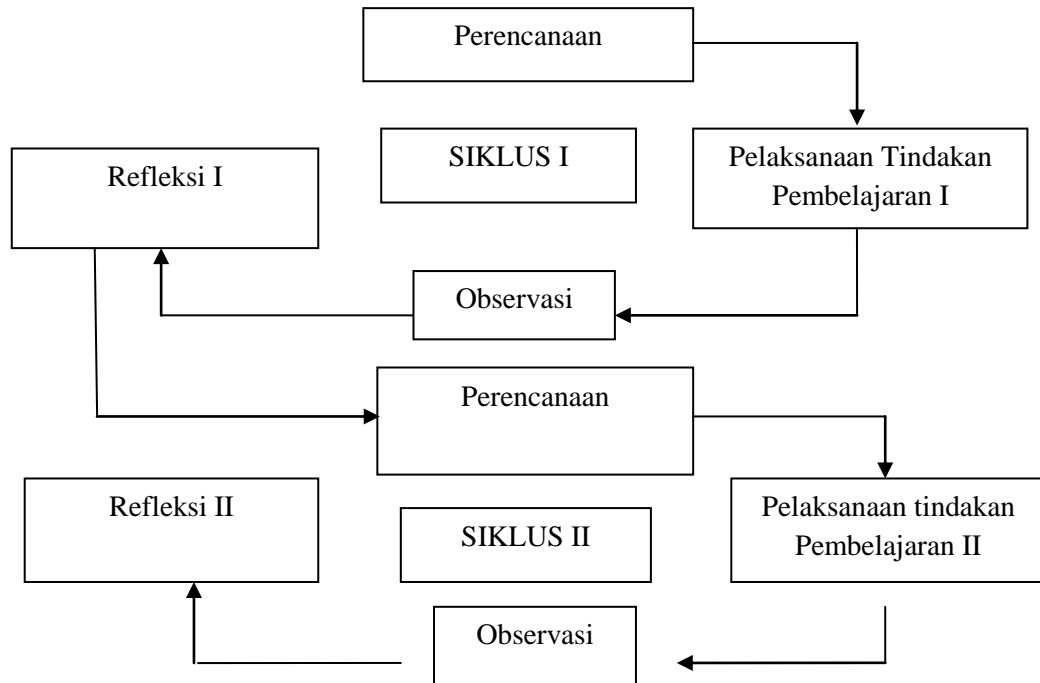 Perencanaan
SIKLUS I
Pelaksanaan Tindakan
Pembelajaran I
Refleksi I
Observasi
Perencanaan
Refleksi II
SIKLUS II
Pelaksanaan tindakan
Pembelajaran II
Observasi